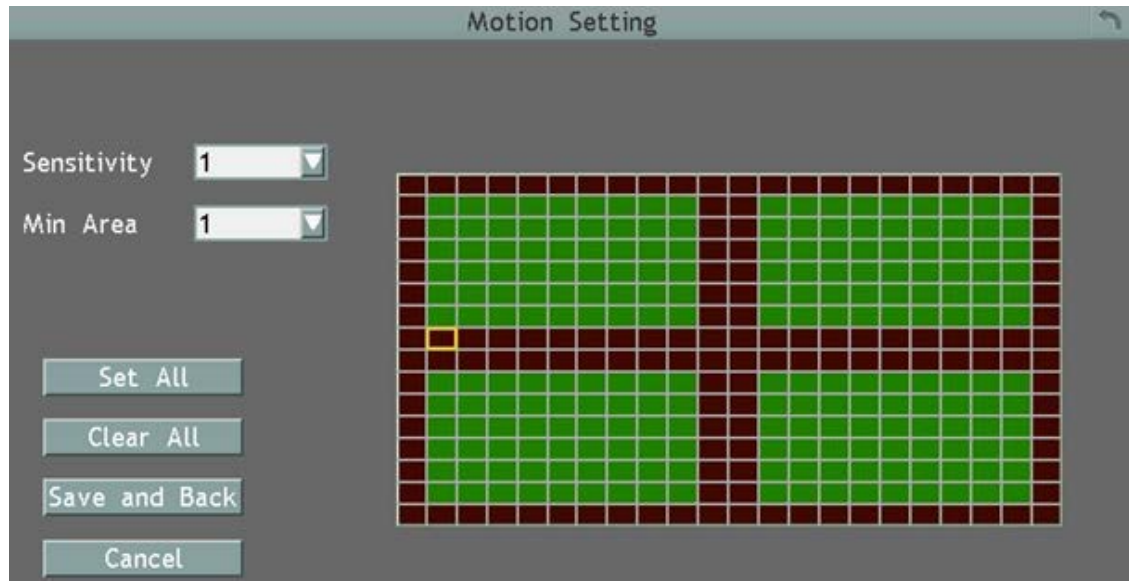 Motion Setting
Sensitivity 1
Min Area 1
Set All
Clear All
Save and Back
Cancel